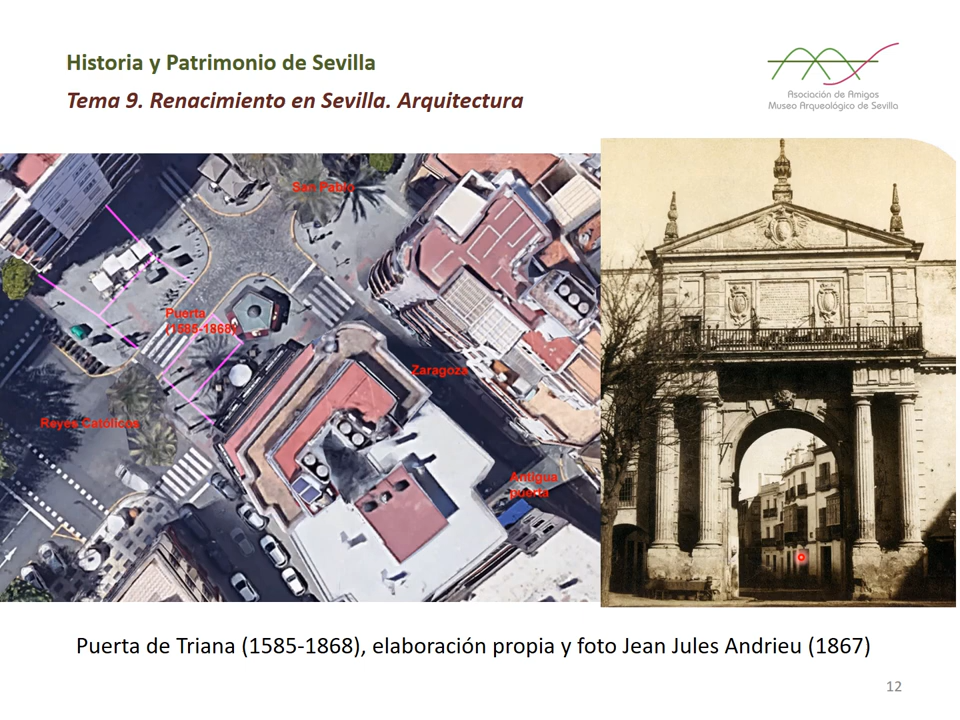 Historia y Patrimonio de Sevilla
Tema 9. Renacimiento en Sevilla. Arquitectura
Asociación de Amigos
Museo Arqueológico de Sevilla
San Pablo
Puerta
(1585-1868)
Zaragoza
Reyes Católicos
Antigua
puerta
Puerta de Triana (1585-1868), elaboración propia y foto Jean Jules Andrieu (1867)
12